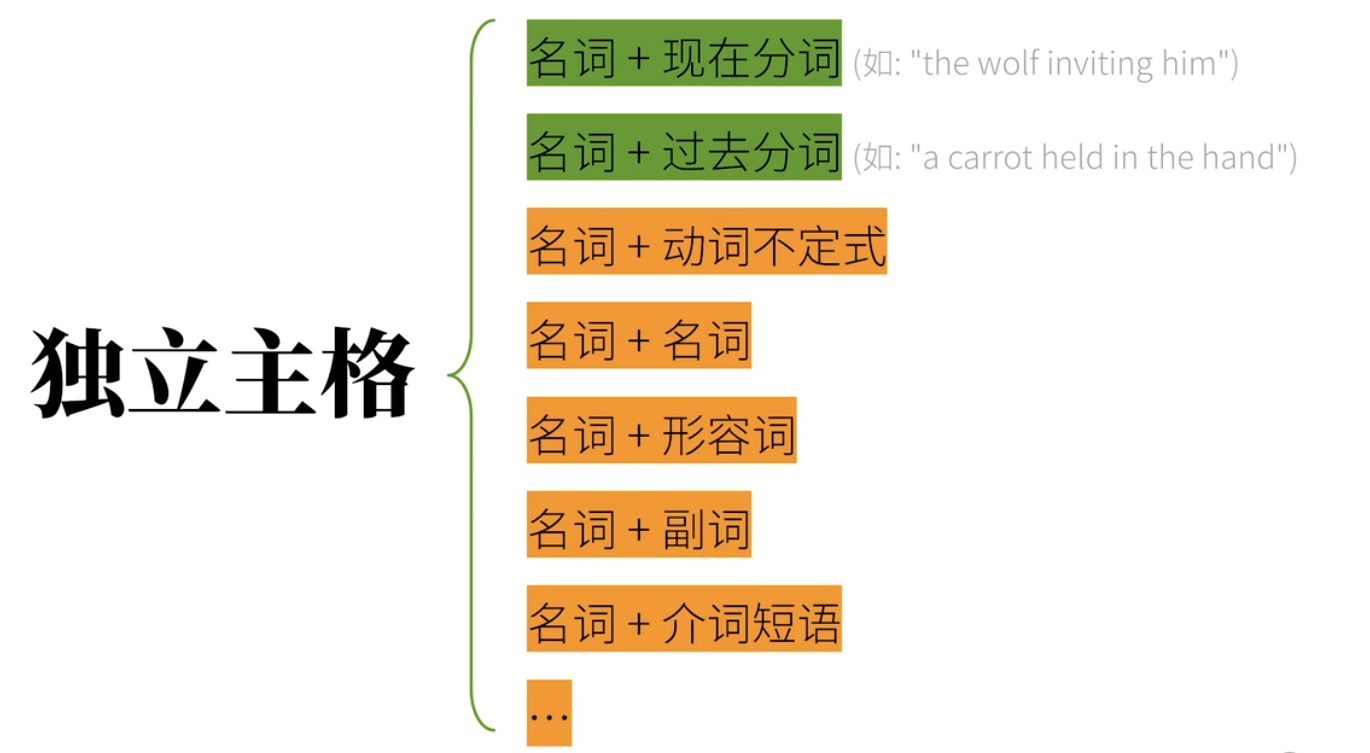 名词 + 现在分词 (如: "the wolf inviting him")
名词 + 过去分词 (如: "a carrot held in the hand")
名词 + 动词不定式
独立主格
名词 + 名词
名词 + 形容词
名词 + 副词
名词 + 介词短语
...